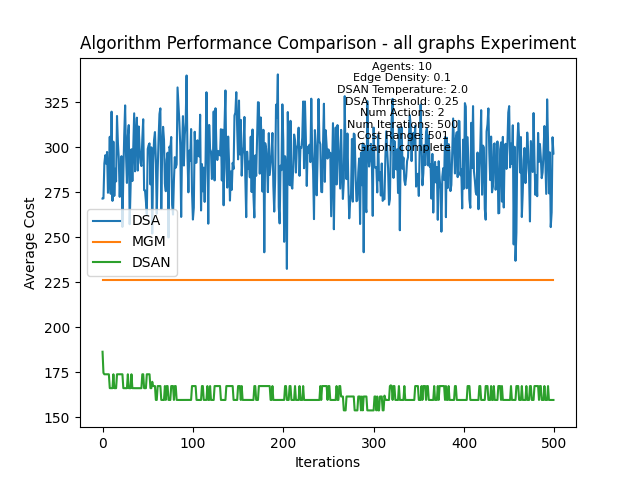 Algorithm Performance Comparison - all graphs Experiment
Agents: 10
Edge Density: 0.1
DSAN Temperature: 2.0
DSA Threshold: 0.25
Num Actions: 2
Num Iterations: 500
Cost Range: 501
Graph: complete
Average Cost
325
300
275
250
225
200
175
150
DSA
MGM
DSAN
0
100
200
300
400
500
Iterations